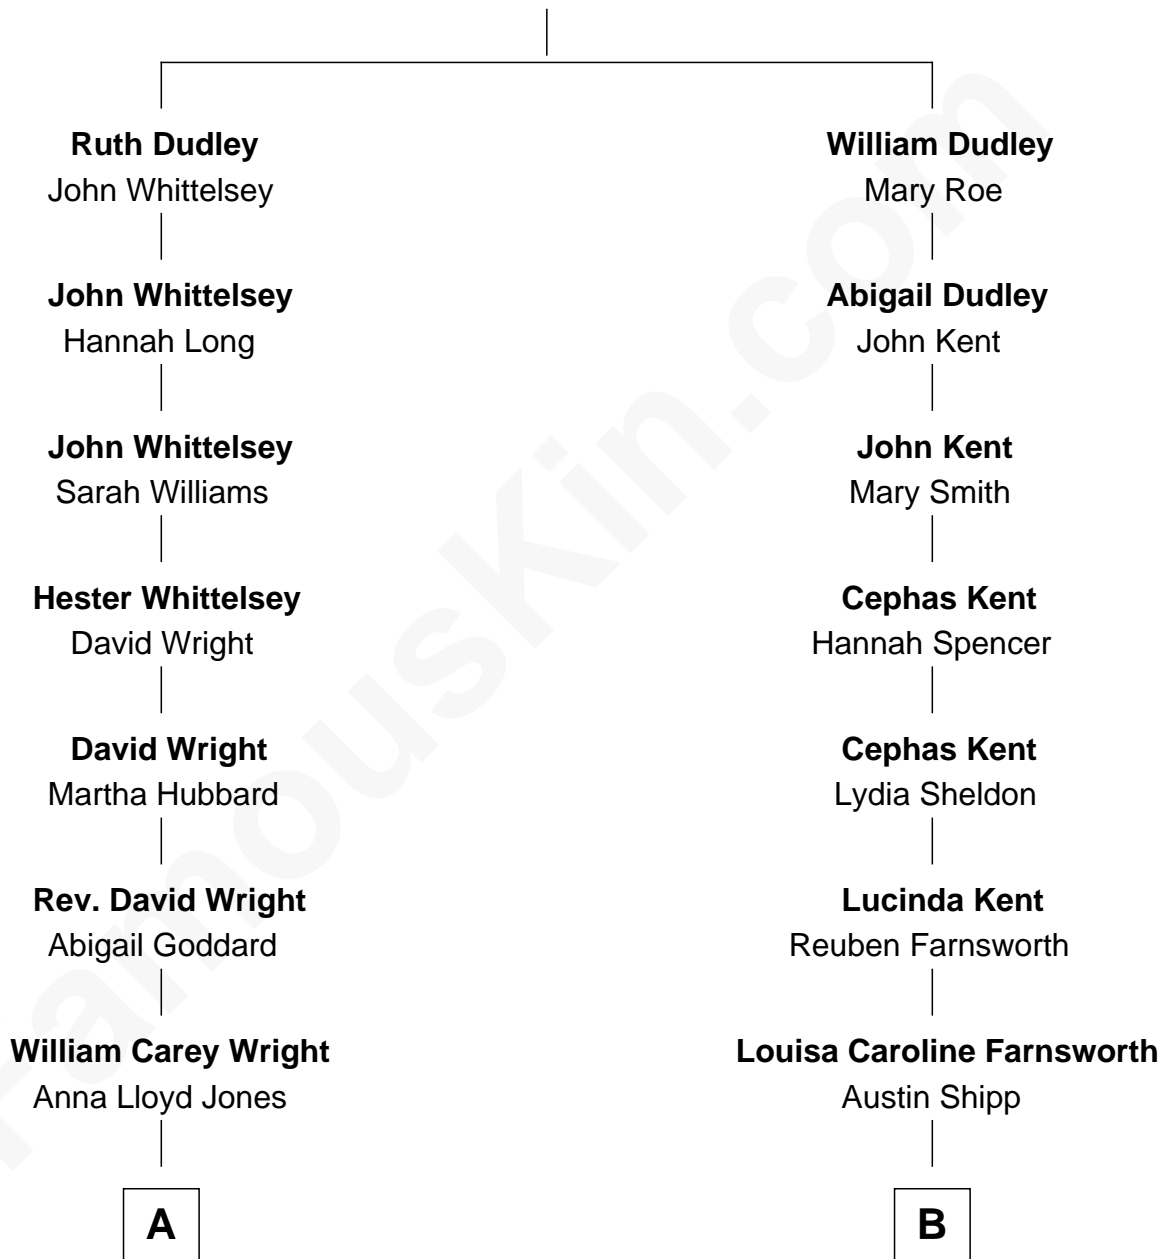 Ruth Dudley
John Whittelsey
William Dudley
Mary Roe
John Whittelsey
Hannah Long
Abigail Dudley
John Kent
John Whittelsey
Sarah Williams
John Kent
Mary Smith
Hester Whittelsey
David Wright
Cephas Kent
Hannah Spencer
David Wright
Martha Hubbard
Cephas Kent
Lydia Sheldon
Rev. David Wright
Abigail Goddard
Lucinda Kent
Reuben Farnsworth
William Carey Wright
Anna Lloyd Jones
Louisa Caroline Farnsworth
Austin Shipp
A
B
FamousKin.com